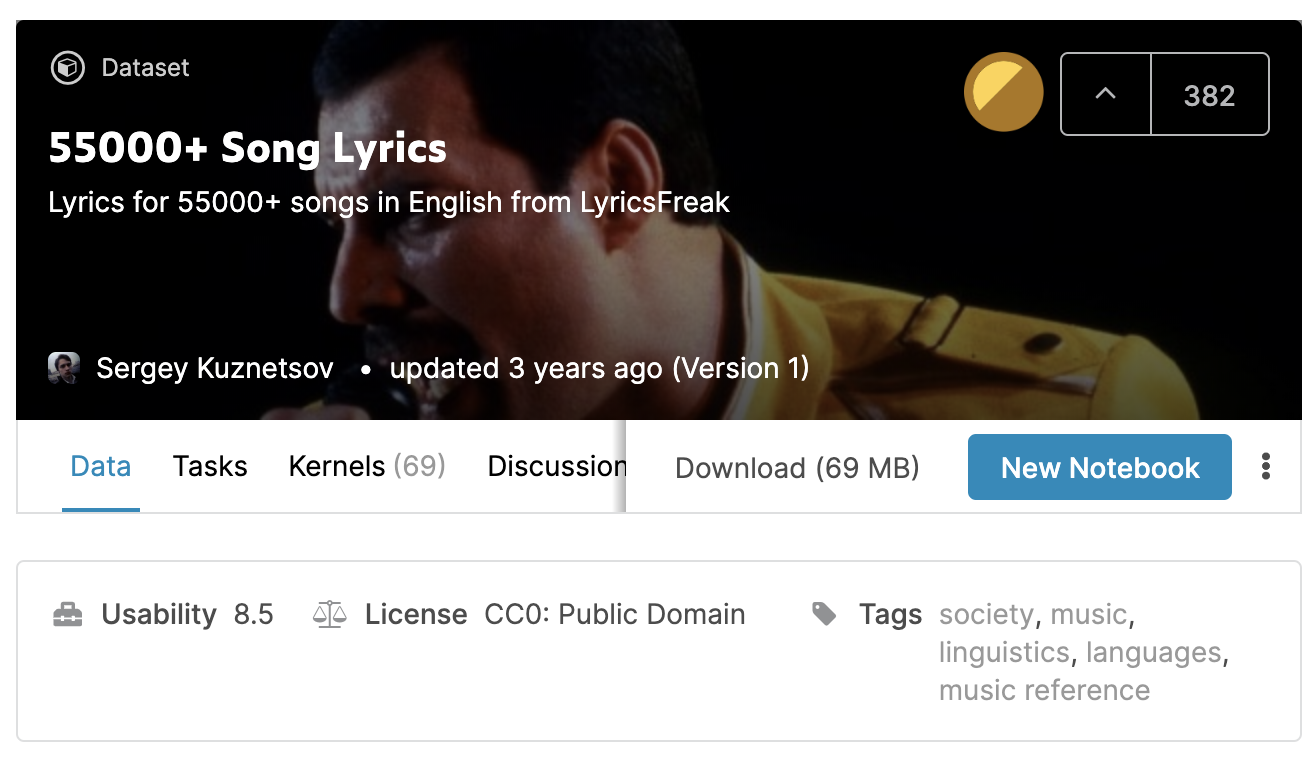 Dataset
382
55000+ Song Lyrics
Lyrics for 55000+ songs in English from LyricsFreak
Sergey Kuznetsov • updated 3 years ago (Version 1)
Data Tasks Kernels (69) Discussion Download (69 MB) New Notebook
Usability 8.5 License CC0: Public Domain Tags society, music,
linguistics, languages,
music reference